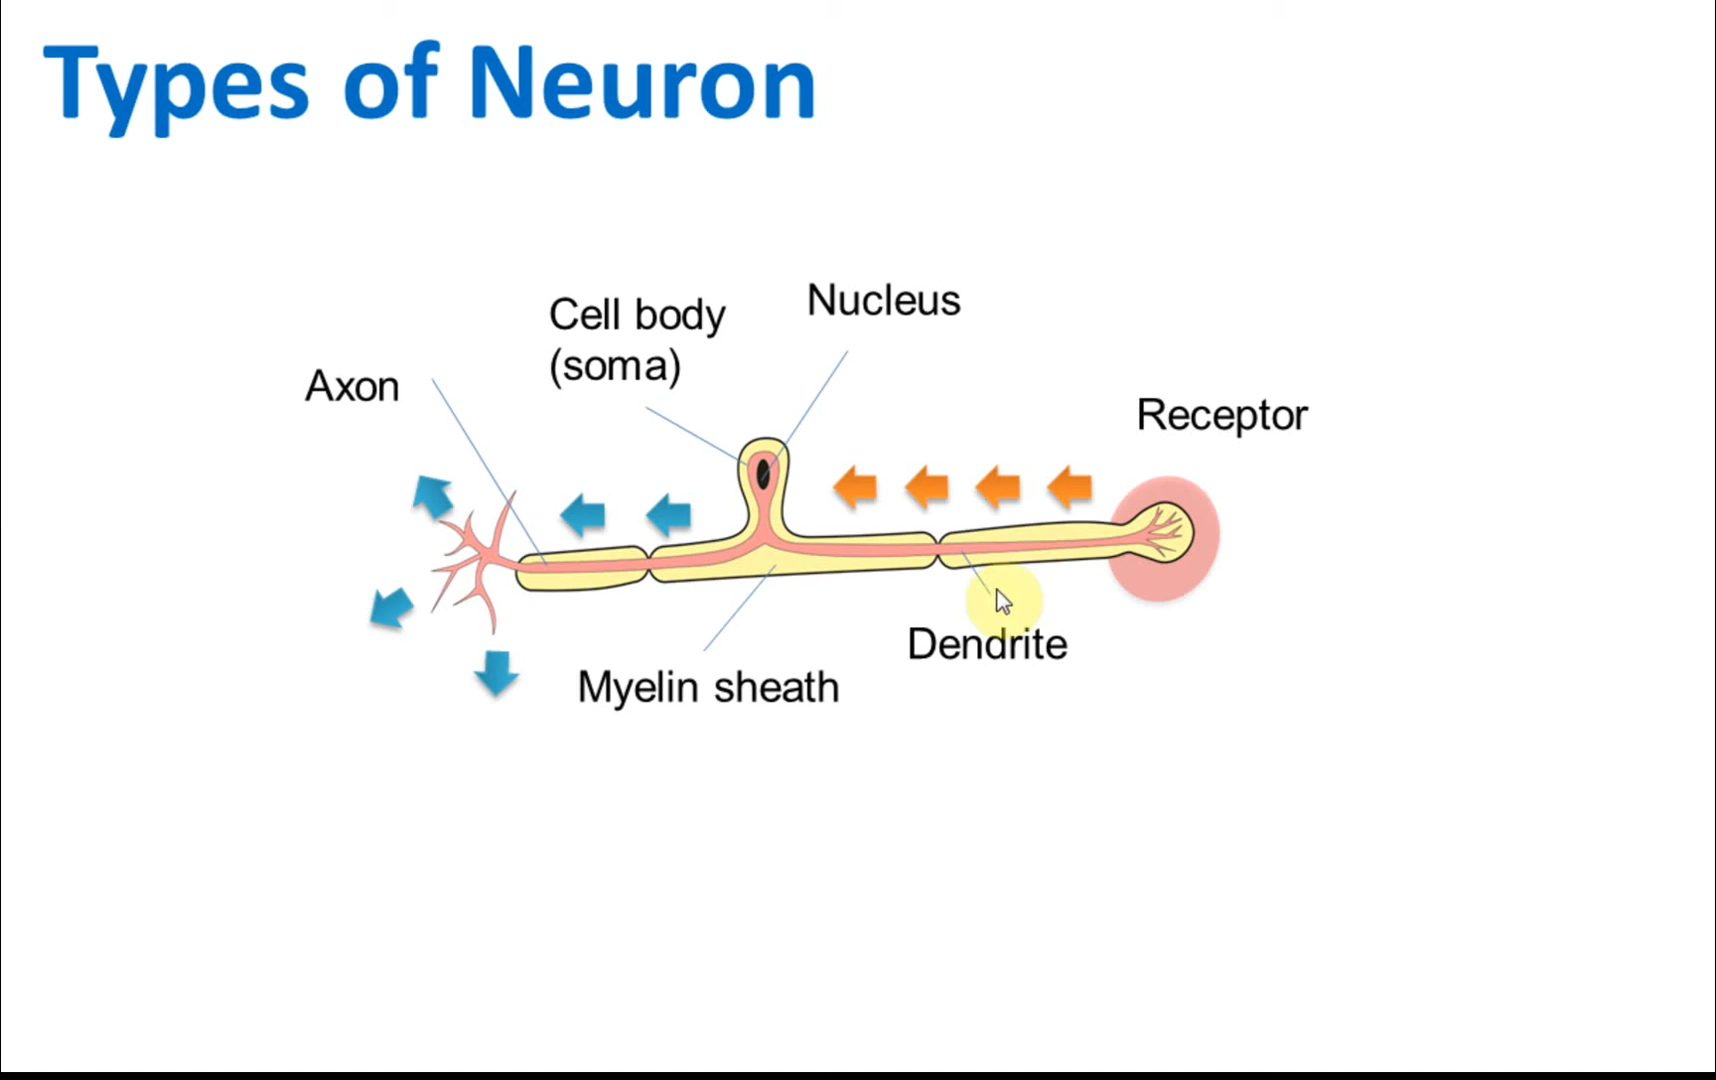 Types of Neuron
Nucleus
Cell body
(soma)
Axon
Receptor
Dendrite
Myelin sheath